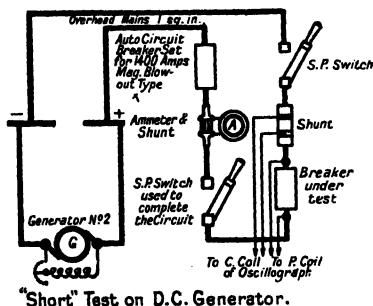 Overhead Mains 1 sq. in.
Auto Circuit
Breaker Set
for 1400 Amps
Mag. Blow-
out Type
S.P. Switch
− +
Ammeter &
Shunt
A
Shunt
S.P. Switch
used to
complete
the Circuit
Breaker
under
test
Generator Nº2
G
To C. Coil To P. Coil
of Oscillograph.
"Short" Test on D.C. Generator.